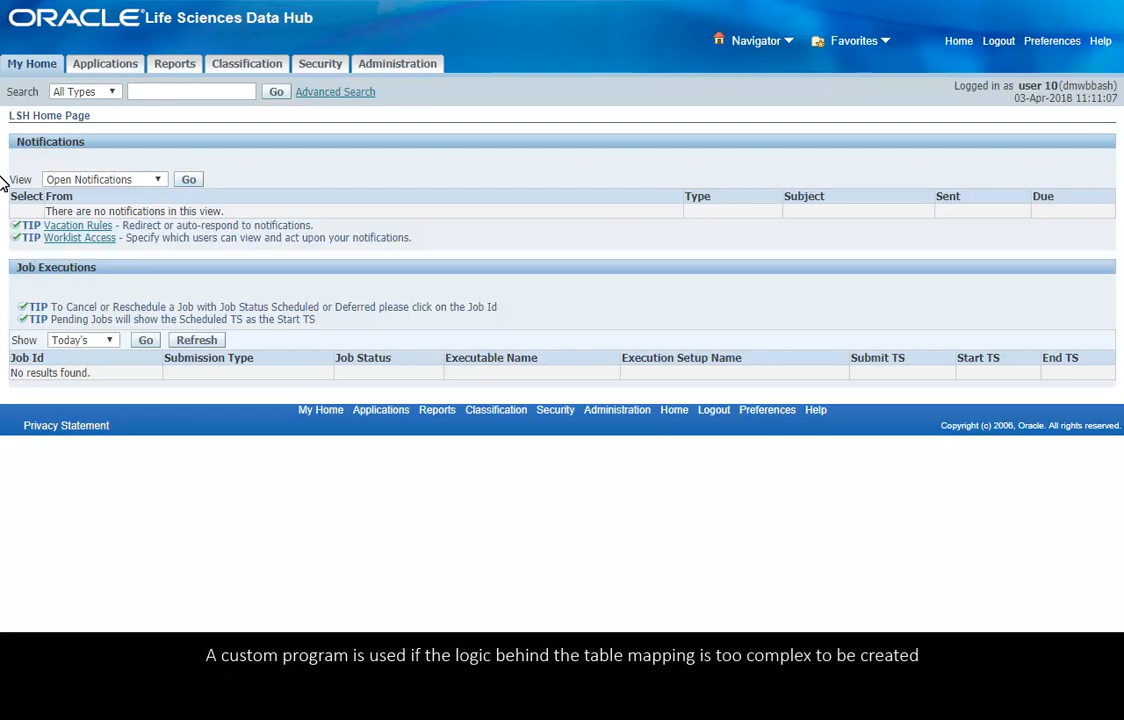 ORACLE® Life Sciences Data Hub
Navigator Favorites Home Logout Preferences Help
My Home Applications Reports Classification Security Administration
Search All Types Go Advanced Search
Logged in as user 10 (dmwbbash)
03-Apr-2018 11:11:07
LSH Home Page
Notifications
View Open Notifications Go
Select From Type Subject Sent Due
There are no notifications in this view.
TIP Vacation Rules - Redirect or auto-respond to notifications.
TIP Worklist Access - Specify which users can view and act upon your notifications.
Job Executions
TIP To Cancel or Reschedule a Job with Job Status Scheduled or Deferred please click on the Job Id
TIP Pending Jobs will show the Scheduled TS as the Start TS
Show Today's Go Refresh
Job Id Submission Type Job Status Executable Name Execution Setup Name Submit TS Start TS End TS
No results found.
My Home Applications Reports Classification Security Administration Home Logout Preferences Help
Privacy Statement Copyright (c) 2006, Oracle. All rights reserved.
A custom program is used if the logic behind the table mapping is too complex to be created